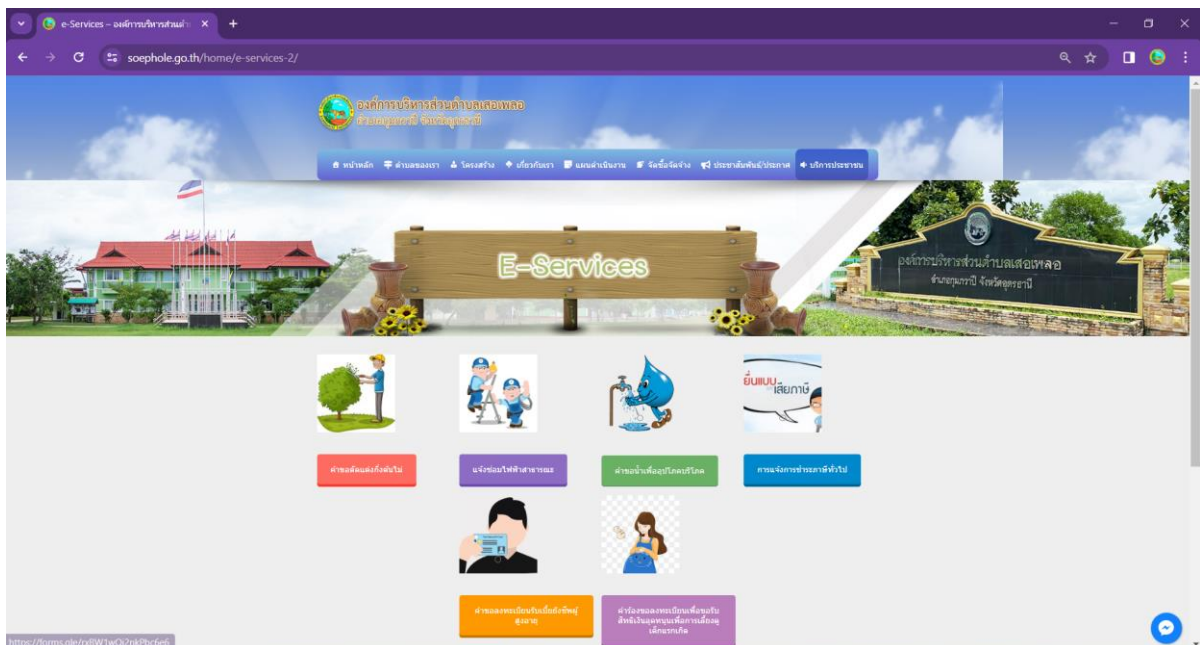 e-Services – องค์การบริหารส่วนตำบ
soephole.go.th/home/e-services-2/
องค์การบริหารส่วนตำบลเสอเพลอ
อำเภอกุมภวาปี จังหวัดอุดรธานี
หน้าหลัก ตำบลของเรา โครงสร้าง เกี่ยวกับเรา แผนดำเนินงาน จัดซื้อจัดจ้าง ประชาสัมพันธ์/ประกาศ บริการประชาชน
E-Services
องค์การบริหารส่วนตำบลเสอเพลอ
อำเภอกุมภวาปี จังหวัดอุดรธานี
ยื่นแบบ
เสียภาษี
คำขอตัดแต่งกิ่งต้นไม้
แจ้งซ่อมไฟฟ้าสาธารณะ
คำขอน้ำเพื่ออุปโภคบริโภค
การแจ้งการชำระภาษีทั่วไป
คำขอลงทะเบียนรับเบี้ยยังชีพผู้
สูงอายุ
คำร้องขอลงทะเบียนเพื่อขอรับ
สิทธิเงินอุดหนุนเพื่อการเลี้ยงดู
เด็กแรกเกิด